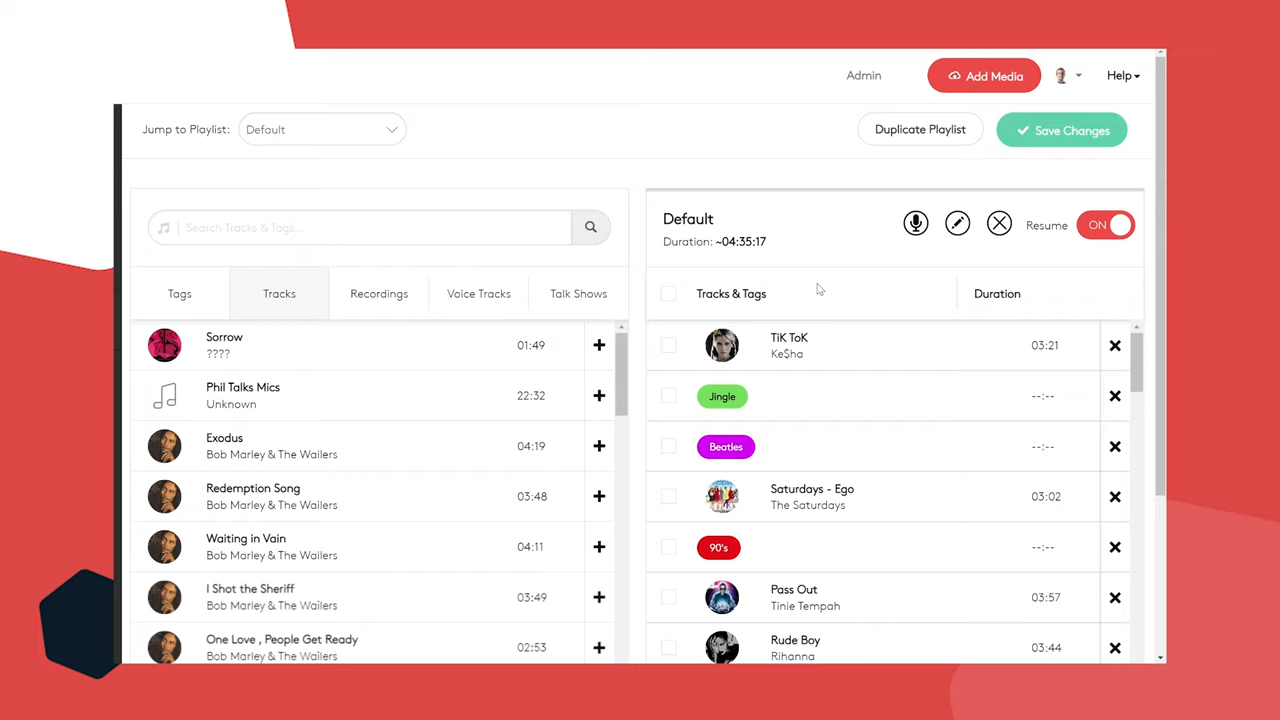 Admin
Add Media
Help
Jump to Playlist:
Default
Duplicate Playlist
Save Changes
Search Tracks & Tags...
Default
Duration: ~04:35:17
Resume
ON
Tags
Tracks
Recordings
Voice Tracks
Talk Shows
Tracks & Tags
Duration
Sorrow
????
01:49
Phil Talks Mics
Unknown
22:32
Exodus
Bob Marley & The Wailers
04:19
Redemption Song
Bob Marley & The Wailers
03:48
Waiting in Vain
Bob Marley & The Wailers
04:11
I Shot the Sheriff
Bob Marley & The Wailers
03:49
One Love , People Get Ready
Bob Marley & The Wailers
02:53
TiK ToK
Ke$ha
03:21
Jingle
--:--
Beatles
--:--
Saturdays - Ego
The Saturdays
03:02
90's
--:--
Pass Out
Tinie Tempah
03:57
Rude Boy
Rihanna
03:44